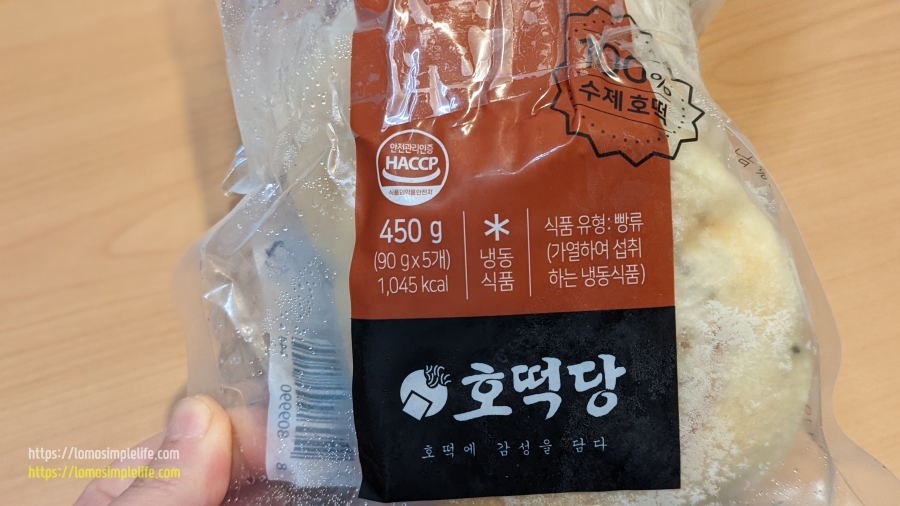 100%
수제 호떡
안전관리인증
HACCP
식품의약품안전처
450 g
(90 g x 5개)
1,045 kcal
냉동
식품
식품 유형: 빵류
(가열하여 섭취
하는 냉동식품)
호떡당
호떡에 감성을 담다
099908
8
https://lomosimplelife.com
https://lomosimplelife.com